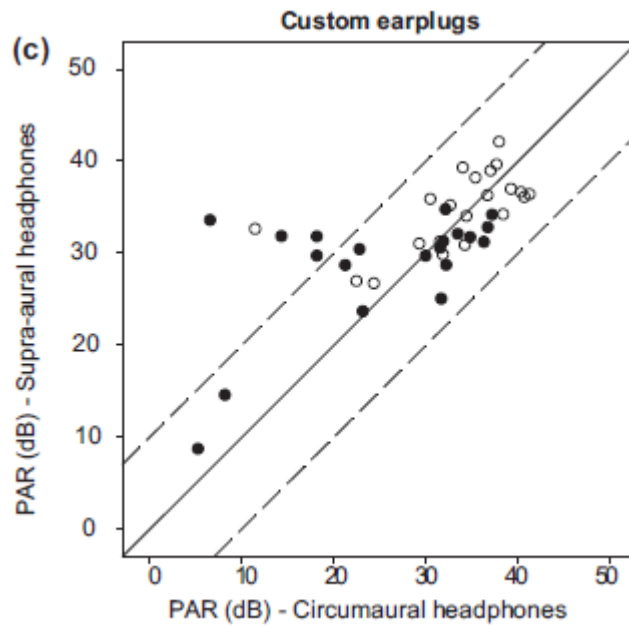 Custom earplugs
(c)
50
40
30
20
10
0
PAR (dB) - Supra-aural headphones
0 10 20 30 40 50
PAR (dB) - Circumaural headphones